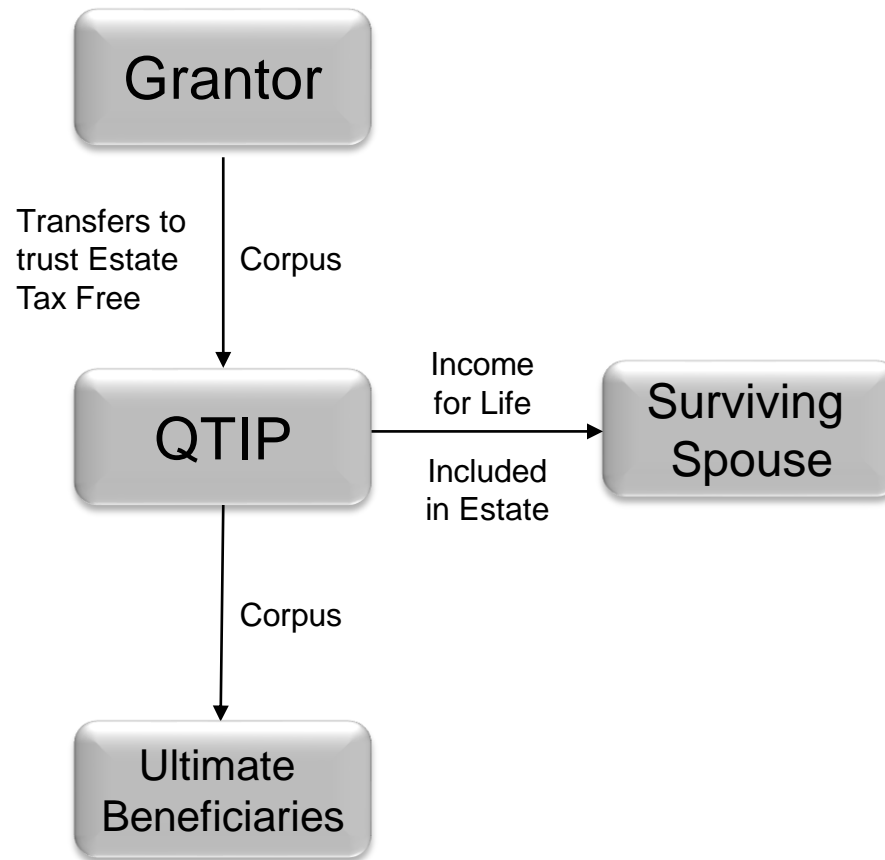 Grantor
Transfers to
trust Estate
Tax Free
Corpus
QTIP
Income
for Life
Included
in Estate
Surviving
Spouse
Corpus
Ultimate
Beneficiaries